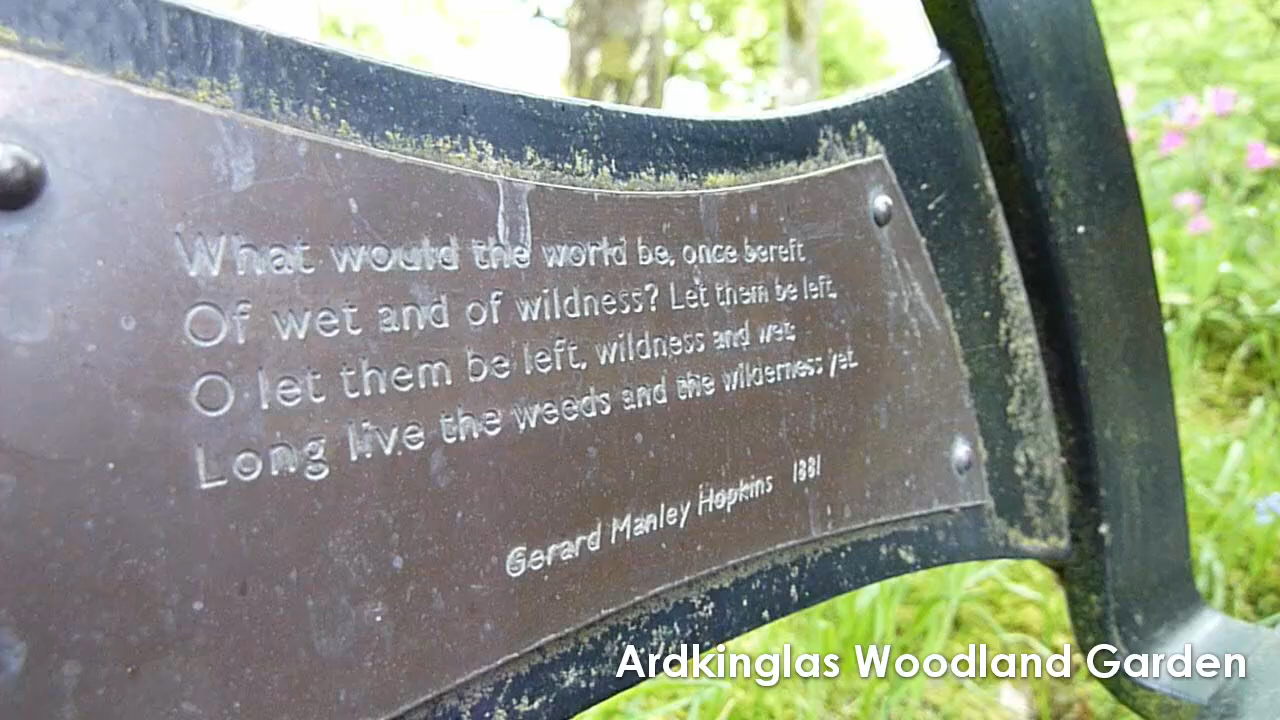 What would the world be, once bereft
Of wet and of wildness? Let them be left,
O let them be left, wildness and wet;
Long live the weeds and the wilderness yet.
Gerard Manley Hopkins 1881
Ardkinglas Woodland Garden